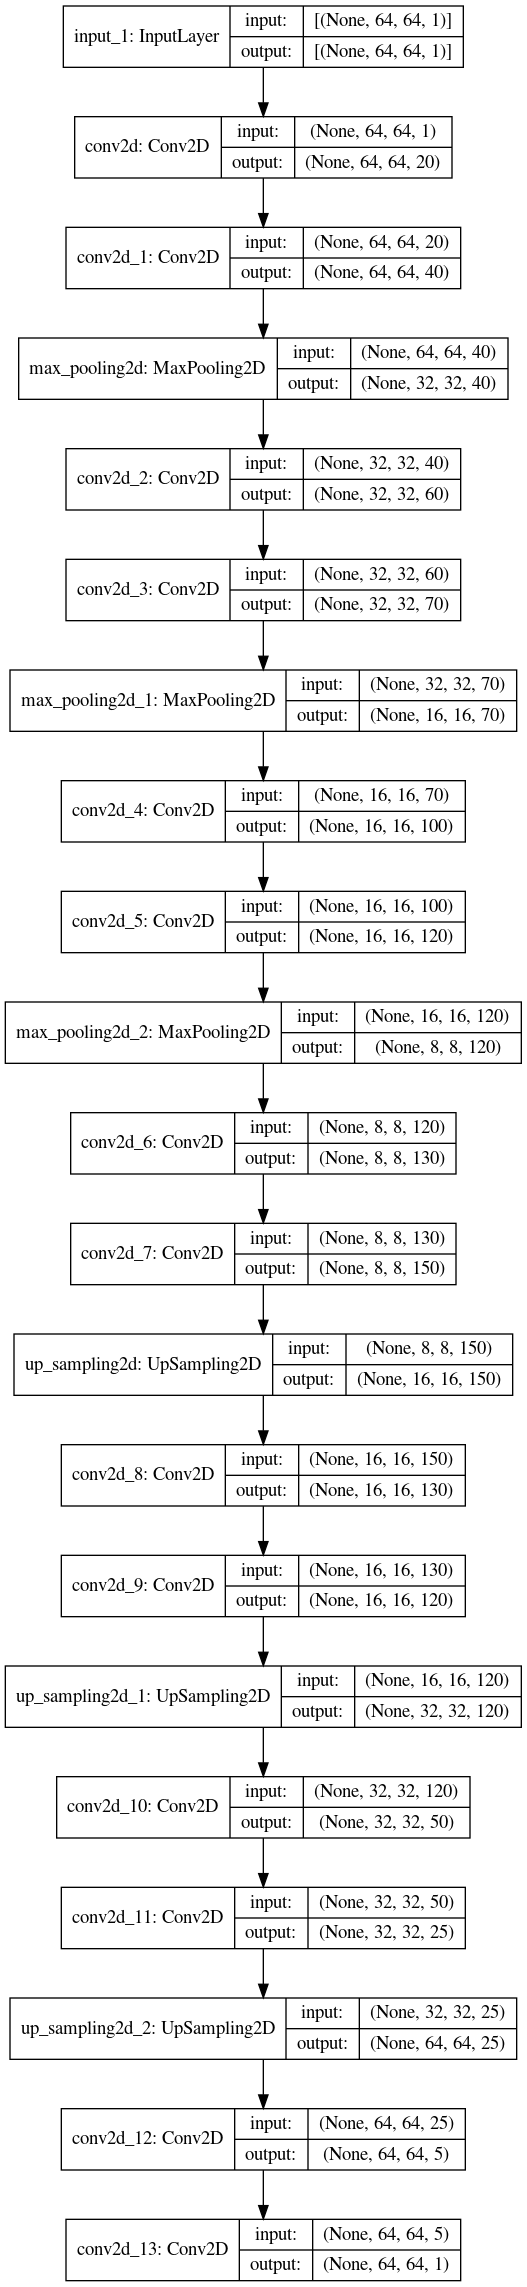 input_1: InputLayer
input:
[(None, 64, 64, 1)]
output:
[(None, 64, 64, 1)]
conv2d: Conv2D
input:
(None, 64, 64, 1)
output:
(None, 64, 64, 20)
conv2d_1: Conv2D
input:
(None, 64, 64, 20)
output:
(None, 64, 64, 40)
max_pooling2d: MaxPooling2D
input:
(None, 64, 64, 40)
output:
(None, 32, 32, 40)
conv2d_2: Conv2D
input:
(None, 32, 32, 40)
output:
(None, 32, 32, 60)
conv2d_3: Conv2D
input:
(None, 32, 32, 60)
output:
(None, 32, 32, 70)
max_pooling2d_1: MaxPooling2D
input:
(None, 32, 32, 70)
output:
(None, 16, 16, 70)
conv2d_4: Conv2D
input:
(None, 16, 16, 70)
output:
(None, 16, 16, 100)
conv2d_5: Conv2D
input:
(None, 16, 16, 100)
output:
(None, 16, 16, 120)
max_pooling2d_2: MaxPooling2D
input:
(None, 16, 16, 120)
output:
(None, 8, 8, 120)
conv2d_6: Conv2D
input:
(None, 8, 8, 120)
output:
(None, 8, 8, 130)
conv2d_7: Conv2D
input:
(None, 8, 8, 130)
output:
(None, 8, 8, 150)
up_sampling2d: UpSampling2D
input:
(None, 8, 8, 150)
output:
(None, 16, 16, 150)
conv2d_8: Conv2D
input:
(None, 16, 16, 150)
output:
(None, 16, 16, 130)
conv2d_9: Conv2D
input:
(None, 16, 16, 130)
output:
(None, 16, 16, 120)
up_sampling2d_1: UpSampling2D
input:
(None, 16, 16, 120)
output:
(None, 32, 32, 120)
conv2d_10: Conv2D
input:
(None, 32, 32, 120)
output:
(None, 32, 32, 50)
conv2d_11: Conv2D
input:
(None, 32, 32, 50)
output:
(None, 32, 32, 25)
up_sampling2d_2: UpSampling2D
input:
(None, 32, 32, 25)
output:
(None, 64, 64, 25)
conv2d_12: Conv2D
input:
(None, 64, 64, 25)
output:
(None, 64, 64, 5)
conv2d_13: Conv2D
input:
(None, 64, 64, 5)
output:
(None, 64, 64, 1)